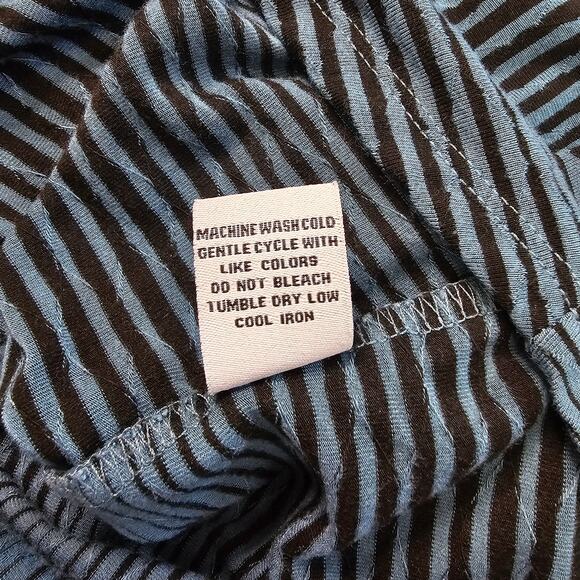 MACHINE WASH COLD
GENTLE CYCLE WITH
LIKE COLORS
DO NOT BLEACH
TUMBLE DRY LOW
COOL IRON